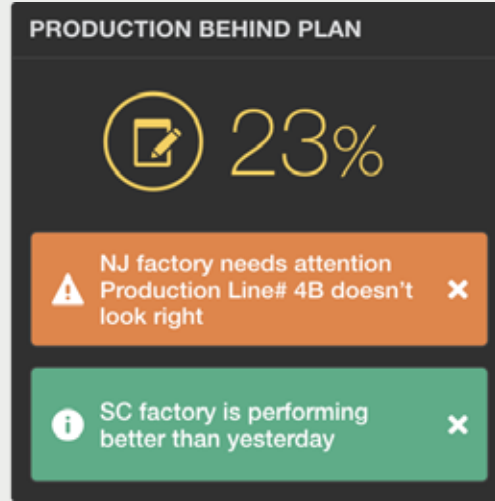 PRODUCTION BEHIND PLAN
23%
NJ factory needs attention
Production Line# 4B doesn't
look right
SC factory is performing
better than yesterday